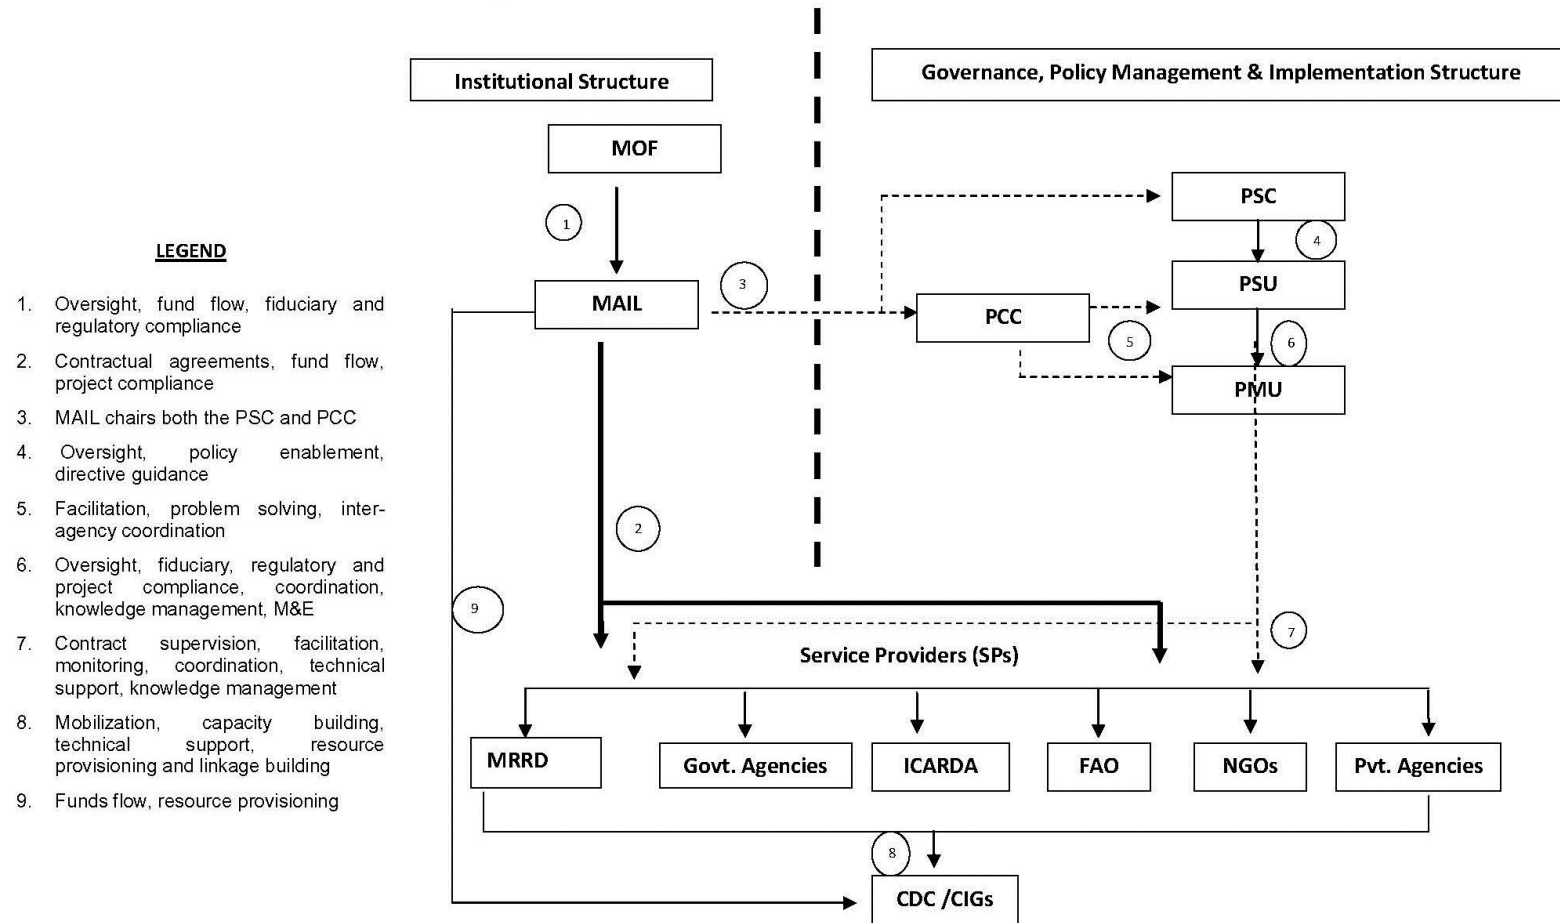 Institutional Structure
Governance, Policy Management & Implementation Structure
MOF
1
MAIL
3
PSC
4
PSU
PCC
5
6
PMU
LEGEND
1. Oversight, fund flow, fiduciary and
regulatory compliance
2. Contractual agreements, fund flow,
project compliance
3. MAIL chairs both the PSC and PCC
4. Oversight, policy enablement,
directive guidance
5. Facilitation, problem solving, inter-
agency coordination
6. Oversight, fiduciary, regulatory and
project compliance, coordination,
knowledge management, M&E
7. Contract supervision, facilitation,
monitoring, coordination, technical
support, knowledge management
8. Mobilization, capacity building,
technical support, resource
provisioning and linkage building
9. Funds flow, resource provisioning
2
9
7
Service Providers (SPs)
MRRD
Govt. Agencies
ICARDA
FAO
NGOs
Pvt. Agencies
8
CDC /CIGs